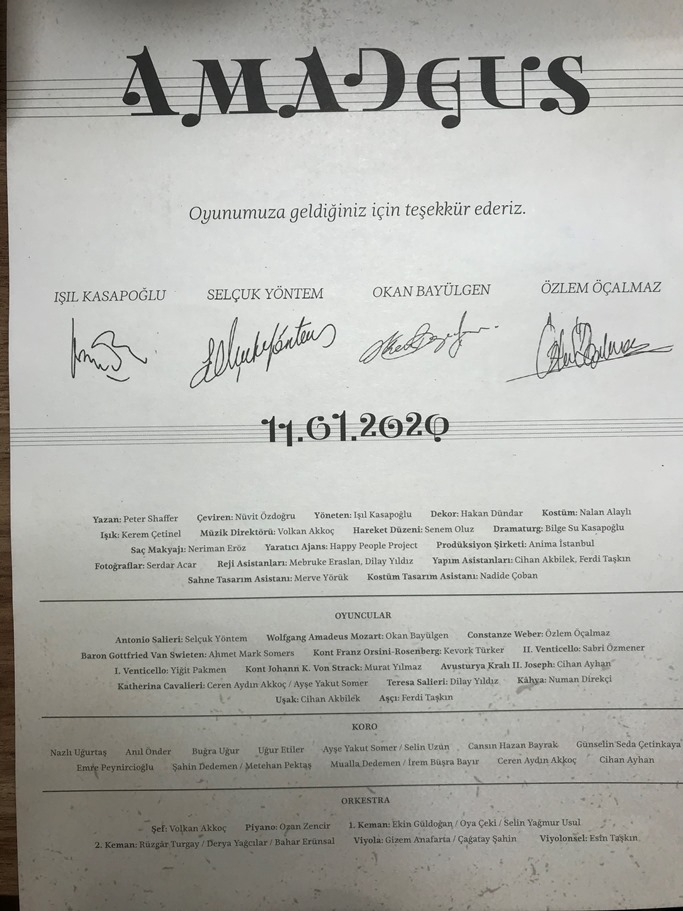 AMADEUS
Oyunumuza geldiğiniz için teşekkür ederiz.
IŞIL KASAPOĞLU SELÇUK YÖNTEM OKAN BAYÜLGEN ÖZLEM ÖÇALMAZ
11.01.2020
Yazan: Peter Shaffer Çeviren: Nüvit Özdoğru Yöneten: Işıl Kasapoğlu Dekor: Hakan Dündar Kostüm: Nalan Alaylı
Işık: Kerem Çetinel Müzik Direktörü: Volkan Akkoç Hareket Düzeni: Senem Oluz Dramaturg: Bilge Su Kasapoğlu
Saç Makyajı: Neriman Eröz Yaratıcı Ajans: Happy People Project Prodüksiyon Şirketi: Anima İstanbul
Fotoğraflar: Serdar Acar Reji Asistanları: Mebruke Eraslan, Dilay Yıldız Yapım Asistanları: Cihan Akbilek, Ferdi Taşkın
Sahne Tasarım Asistanı: Merve Yörük Kostüm Tasarım Asistanı: Nadide Çoban
OYUNCULAR
Antonio Salieri: Selçuk Yöntem Wolfgang Amadeus Mozart: Okan Bayülgen Constanze Weber: Özlem Öçalmaz
Baron Gottfried Van Swieten: Ahmet Mark Somers Kont Franz Orsini-Rosenberg: Kevork Türker II. Venticello: Sabri Özmener
I. Venticello: Yiğit Pakmen Kont Johann K. Von Strack: Murat Yılmaz Avusturya Kralı II. Joseph: Cihan Ayhan
Katherina Cavalieri: Ceren Aydın Akkoç / Ayşe Yakut Somer Teresa Salieri: Dilay Yıldız Kâhya: Numan Direkçi
Uşak: Cihan Akbilek Aşçı: Ferdi Taşkın
KORO
Nazlı Uğurtaş Anıl Önder Buğra Uğur Uğur Etiler Ayşe Yakut Somer / Selin Uzun Cansın Hazan Bayrak Günselin Seda Çetinkaya
Emre Peynircioğlu Şahin Dedemen / Metehan Pektaş Mualla Dedemen / İrem Büşra Bayır Ceren Aydın Akkoç Cihan Ayhan
ORKESTRA
Şef: Volkan Akkoç Piyano: Ozan Zencir 1. Keman: Ekin Güldoğan / Oya Çeki / Selin Yağmur Usul
2. Keman: Rüzgâr Turgay / Derya Yağcılar / Bahar Erünsal Viyola: Gizem Anafarta / Çağatay Şahin Viyolonsel: Esin Taşkın